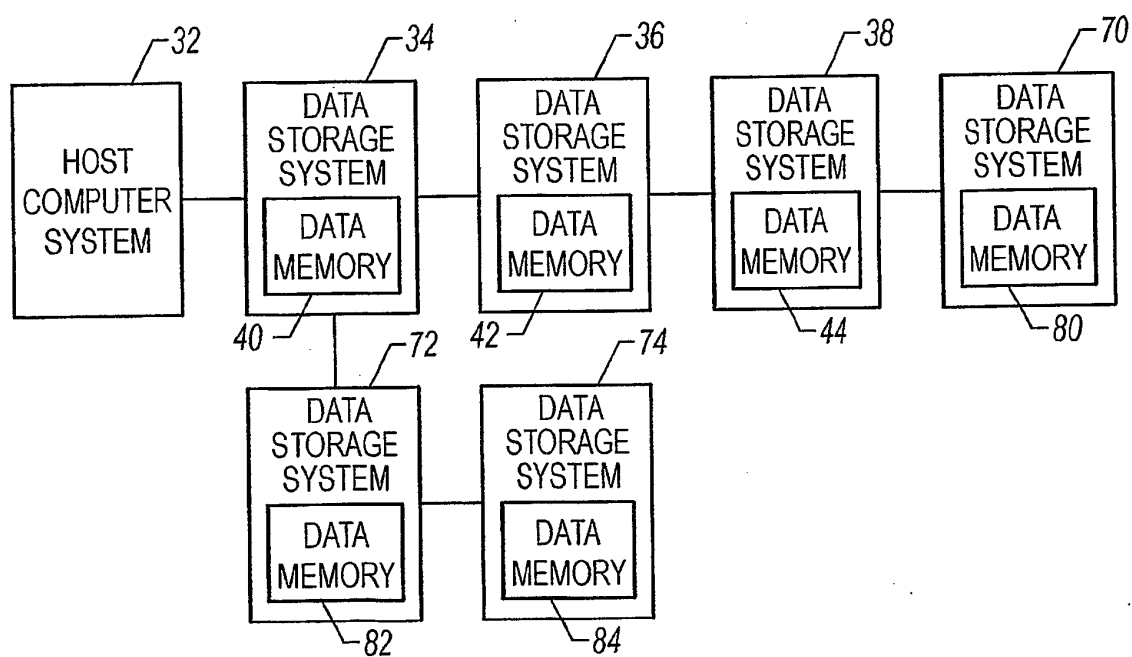 32
34
36
38
70
HOST
COMPUTER
SYSTEM
DATA
STORAGE
SYSTEM
DATA
MEMORY
40
DATA
STORAGE
SYSTEM
DATA
MEMORY
42
DATA
STORAGE
SYSTEM
DATA
MEMORY
44
DATA
STORAGE
SYSTEM
DATA
MEMORY
80
72
74
DATA
STORAGE
SYSTEM
DATA
MEMORY
82
DATA
STORAGE
SYSTEM
DATA
MEMORY
84